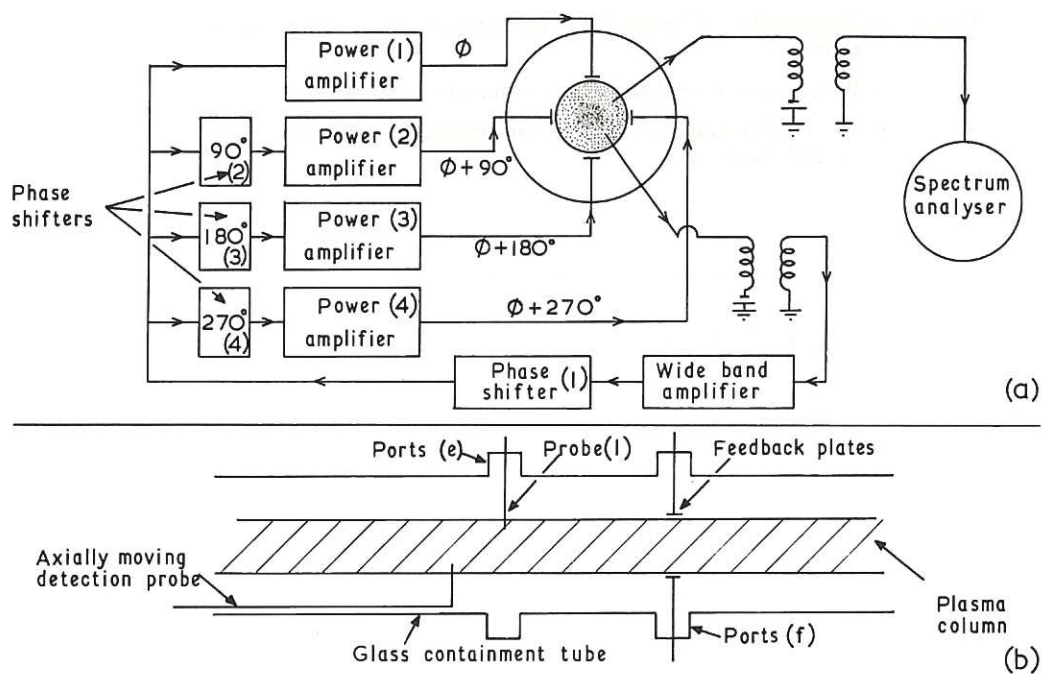 Power (1)
amplifier
Ø
90°
(2)
Power (2)
amplifier
Ø+90°
Phase
shifters
180°
(3)
Power (3)
amplifier
Ø+180°
270°
(4)
Power (4)
amplifier
Ø+270°
Spectrum
analyser
Phase (1)
shifter
Wide band
amplifier
(a)
Ports (e)
Probe(1)
Feedback plates
Axially moving
detection probe
Plasma
column
Glass containment tube
Ports (f)
(b)